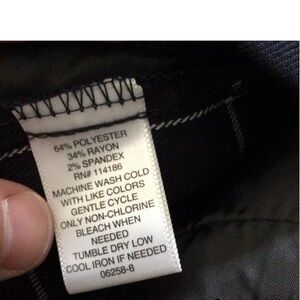 64% POLYESTER
34% RAYON
2% SPANDEX
RN# 114186
MACHINE WASH COLD
WITH LIKE COLORS
GENTLE CYCLE
ONLY NON-CHLORINE
BLEACH WHEN
NEEDED
TUMBLE DRY LOW
COOL IRON IF NEEDED
06258-8